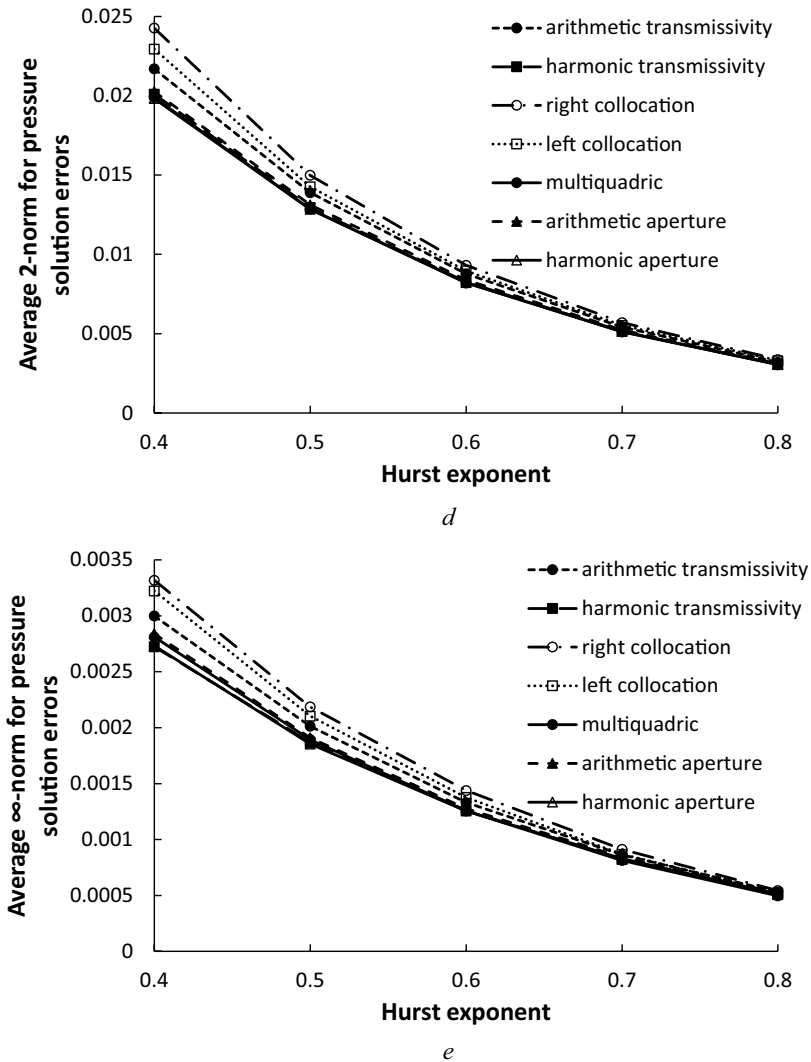 0.025
0.02
0.015
0.01
0.005
0
Average 2-norm for pressure
solution errors
arithmetic transmissivity
harmonic transmissivity
right collocation
left collocation
multiquadric
arithmetic aperture
harmonic aperture
0.4 0.5 0.6 0.7 0.8
Hurst exponent
d
0.0035
0.003
0.0025
0.002
0.0015
0.001
0.0005
0
Average ∞-norm for pressure
solution errors
arithmetic transmissivity
harmonic transmissivity
right collocation
left collocation
multiquadric
arithmetic aperture
harmonic aperture
0.4 0.5 0.6 0.7 0.8
Hurst exponent
e